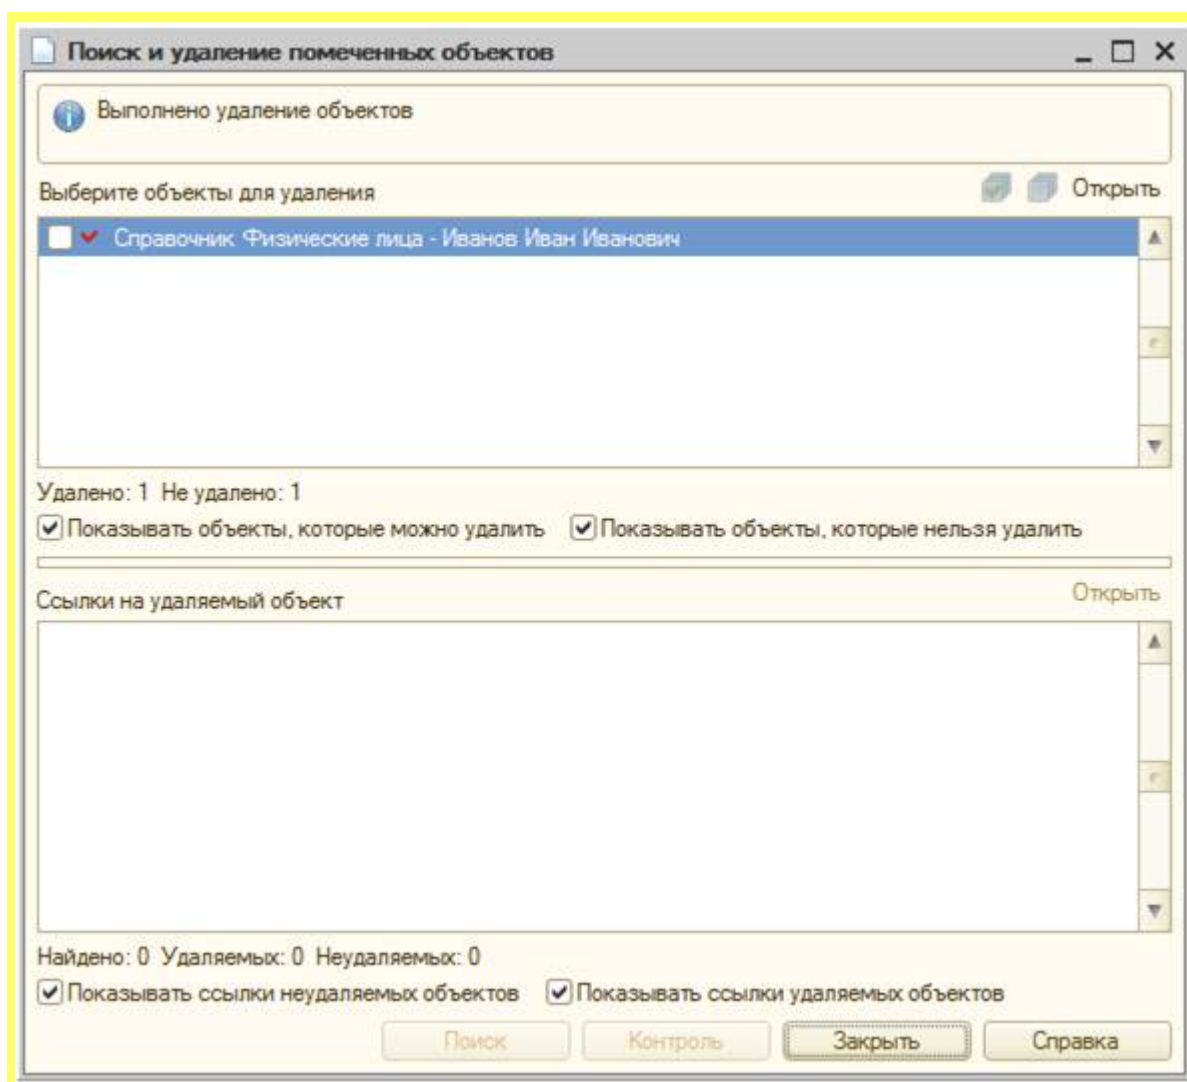 Поиск и удаление помеченных объектов
Выполнено удаление объектов
Выберите объекты для удаления
Открыть
Справочник Физические лица - Иванов Иван Иванович
Удалено: 1 Не удалено: 1
Показывать объекты, которые можно удалить Показывать объекты, которые нельзя удалить
Ссылки на удаляемый объект
Открыть
Найдено: 0 Удаляемых: 0 Неудаляемых: 0
Показывать ссылки неудаляемых объектов Показывать ссылки удаляемых объектов
Поиск Контроль Закрыть Справка